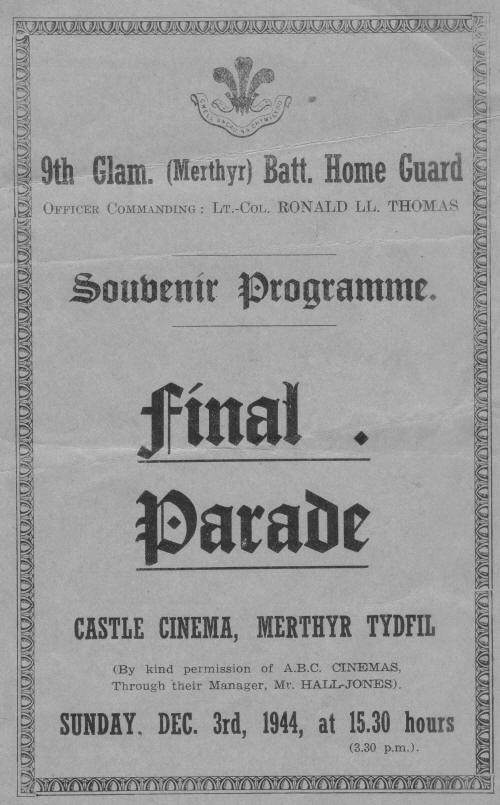 9th Glam. (Merthyr) Batt. Home Guard
OFFICER COMMANDING : LT.-COL. RONALD LL. THOMAS
Souvenir Programme.
Final .
Parade
CASTLE CINEMA, MERTHYR TYDFIL
(By kind permission of A.B.C. CINEMAS,
Through their Manager, Mr. HALL-JONES).
SUNDAY, DEC. 3rd, 1944, at 15.30 hours
(3.30 p.m.).